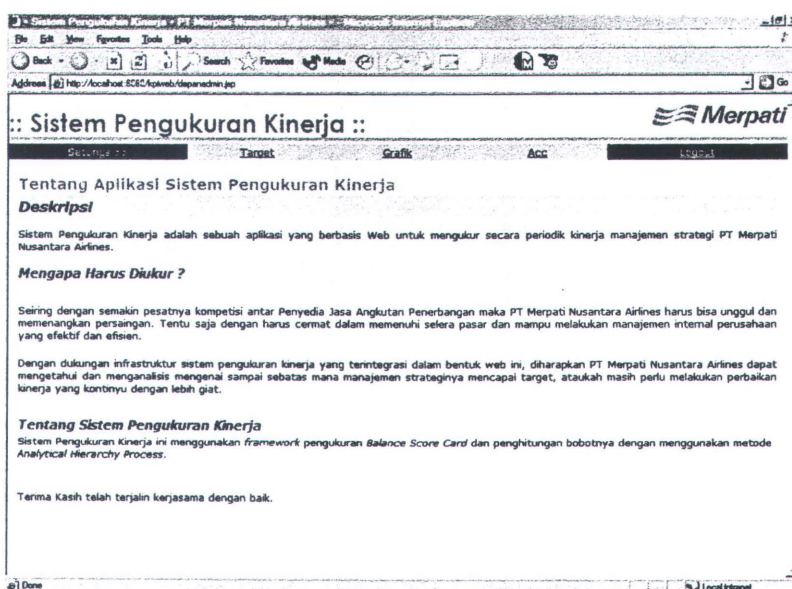 Sistem Pengukuran Kinerja - PT Merpati Nusantara Airlines - Microsoft Internet Explorer
File Edit View Favorites Tools Help
Back Search Favorites Media
Address http://localhost:8080/kpiweb/depanadmin.jsp Go
:: Sistem Pengukuran Kinerja :: Merpati
Settings :: Target Grafik Acc Logout
Tentang Aplikasi Sistem Pengukuran Kinerja
Deskripsi
Sistem Pengukuran Kinerja adalah sebuah aplikasi yang berbasis Web untuk mengukur secara periodik kinerja manajemen strategi PT Merpati
Nusantara Airlines.
Mengapa Harus Diukur ?
Seiring dengan semakin pesatnya kompetisi antar Penyedia Jasa Angkutan Penerbangan maka PT Merpati Nusantara Airlines harus bisa unggul dan
memenangkan persaingan. Tentu saja dengan harus cermat dalam memenuhi selera pasar dan mampu melakukan manajemen internal perusahaan
yang efektif dan efisien.
Dengan dukungan infrastruktur sistem pengukuran kinerja yang terintegrasi dalam bentuk web ini, diharapkan PT Merpati Nusantara Airlines dapat
mengetahui dan menganalisis mengenai sampai sebatas mana manajemen strateginya mencapai target, ataukah masih perlu melakukan perbaikan
kinerja yang kontinyu dengan lebih giat.
Tentang Sistem Pengukuran Kinerja
Sistem Pengukuran Kinerja ini menggunakan framework pengukuran Balance Score Card dan penghitungan bobotnya dengan menggunakan metode
Analytical Hierarchy Process.
Terima Kasih telah terjalin kerjasama dengan baik.
Done Local intranet